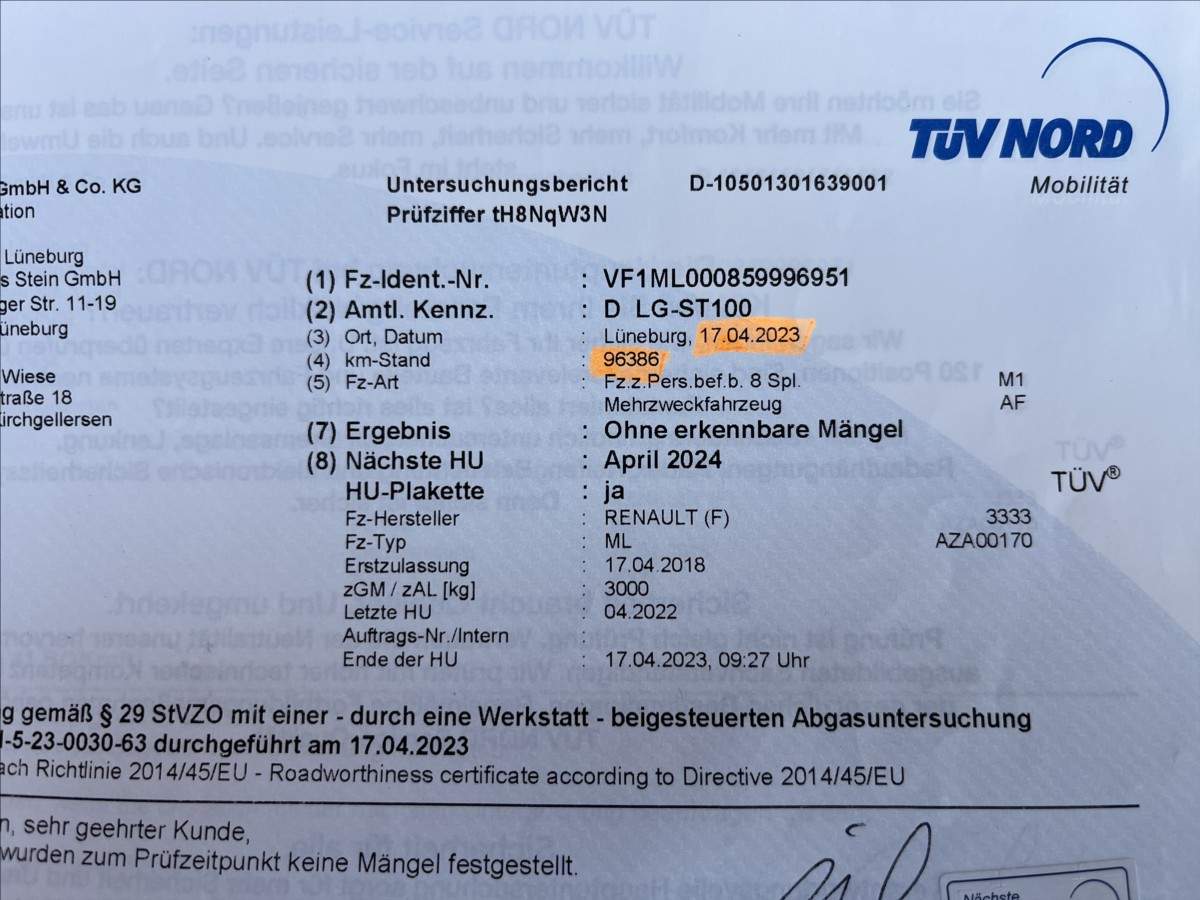 TÜV NORD
Mobilität
GmbH & Co. KG
Untersuchungsbericht D-10501301639001
Prüfziffer tH8NqW3N
Lüneburg
s Stein GmbH
ger Str. 11-19
üneburg
Wiese
traße 18
irchgellersen
(1) Fz-Ident.-Nr. : VF1ML000859996951
(2) Amtl. Kennz. : D LG-ST100
(3) Ort, Datum : Lüneburg, 17.04.2023
(4) km-Stand : 96386
(5) Fz-Art : Fz.z.Pers.bef.b. 8 Spl. M1
Mehrzweckfahrzeug AF
(7) Ergebnis : Ohne erkennbare Mängel
(8) Nächste HU : April 2024
TÜV®
HU-Plakette : ja
Fz-Hersteller : RENAULT (F) 3333
Fz-Typ : ML AZA00170
Erstzulassung : 17.04.2018
zGM / zAL [kg] : 3000
Letzte HU : 04.2022
Auftrags-Nr./Intern :
Ende der HU : 17.04.2023, 09:27 Uhr
g gemäß § 29 StVZO mit einer - durch eine Werkstatt - beigesteuerten Abgasuntersuchung
I-5-23-0030-63 durchgeführt am 17.04.2023
ach Richtlinie 2014/45/EU - Roadworthiness certificate according to Directive 2014/45/EU
n, sehr geehrter Kunde,
wurden zum Prüfzeitpunkt keine Mängel festgestellt.
Nächste